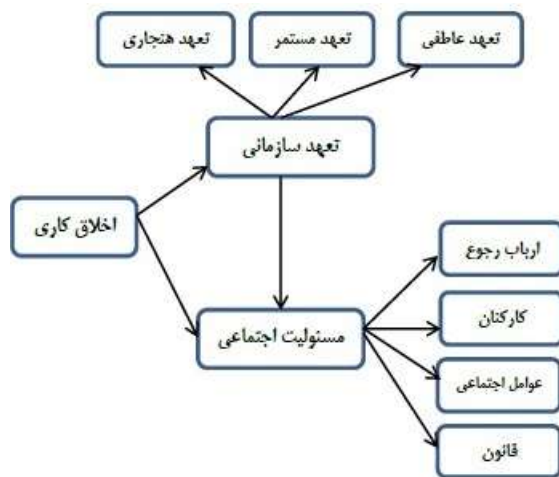 تعهد عاطفی
تعهد مستمر
تعهد هنجاری
تعهد سازمانی
اخلاق کاری
ارباب رجوع
کارکنان
مسئولیت اجتماعی
عوامل اجتماعی
قانون